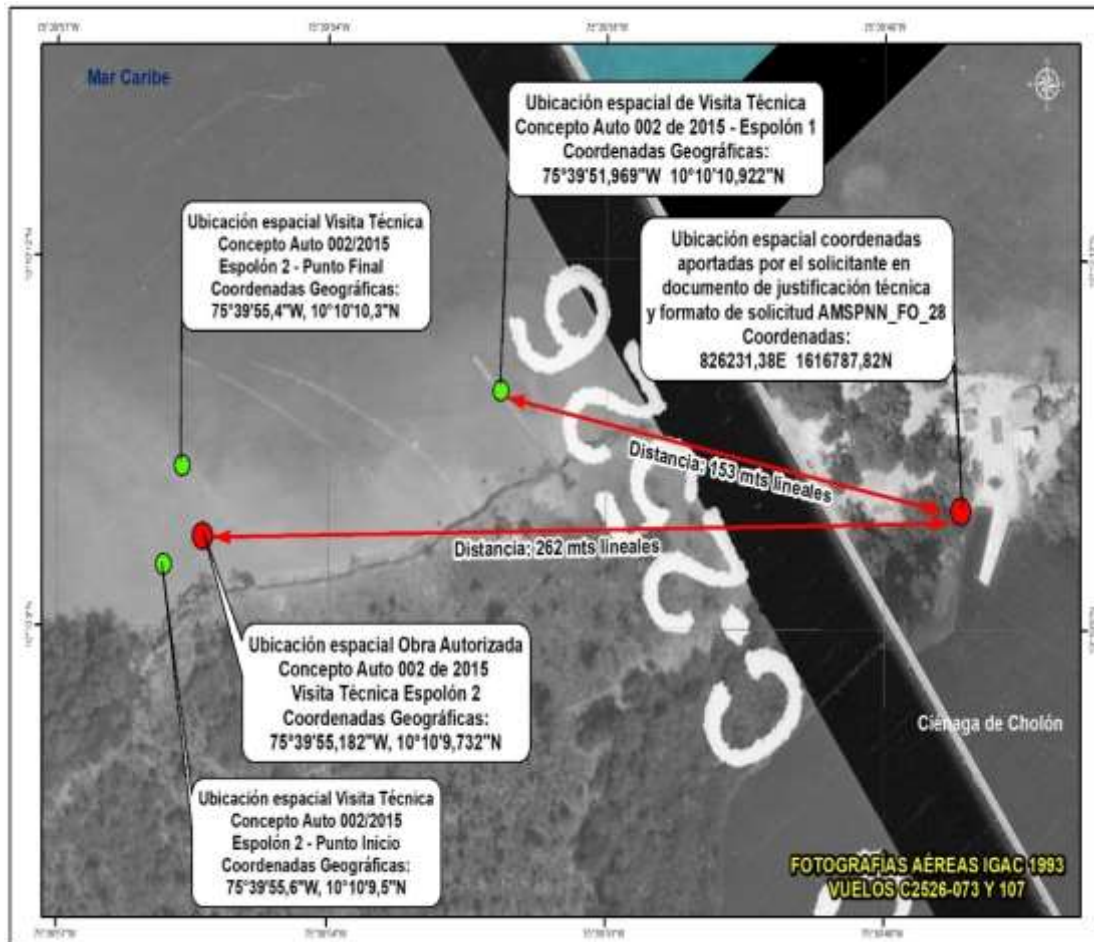 Mar Caribe
Ubicación espacial de Visita Técnica
Concepto Auto 002 de 2015 - Espolón 1
Coordenadas Geográficas:
75°39'51,969"W 10°10'10,922"N
Ubicación espacial Visita Técnica
Concepto Auto 002/2015
Espolón 2 - Punto Final
Coordenadas Geográficas:
75°39'55,4"W, 10°10'10,3"N
Ubicación espacial coordenadas
aportadas por el solicitante en
documento de justificación técnica
y formato de solicitud AMSPNN_FO_28
Coordenadas:
826231,38E 1616787,82N
Distancia: 153 mts lineales
Distancia: 262 mts lineales
Ubicación espacial Obra Autorizada
Concepto Auto 002 de 2015
Visita Técnica Espolón 2
Coordenadas Geográficas:
75°39'55,182"W, 10°10'9,732"N
Ciénaga de Cholón
Ubicación espacial Visita Técnica
Concepto Auto 002/2015
Espolón 2 - Punto Inicio
Coordenadas Geográficas:
75°39'55,6"W, 10°10'9,5"N
FOTOGRAFÍAS AÉREAS IGAC 1993
VUELOS C2526-073 Y 107